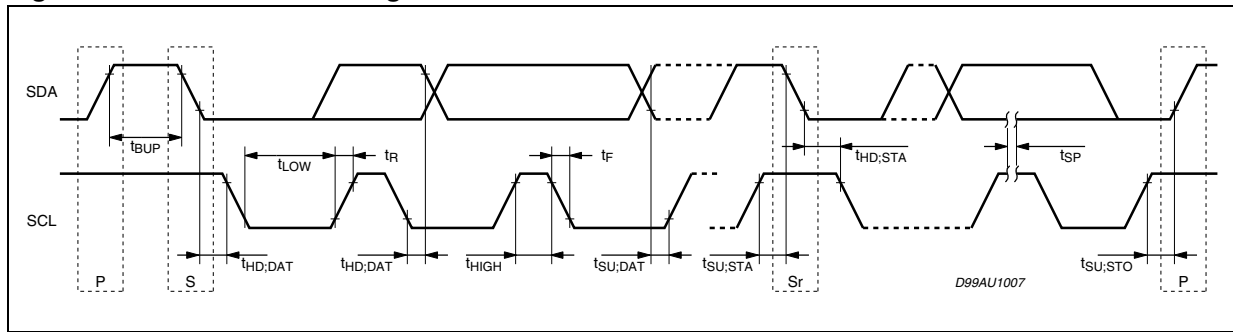 SDA
tBUP
tLOW
tR
tF
tHD;STA
tSP
SCL
tHD;DAT
tHD;DAT
tHIGH
tSU;DAT
tSU;STA
tSU;STO
P
S
Sr
D99AU1007
P